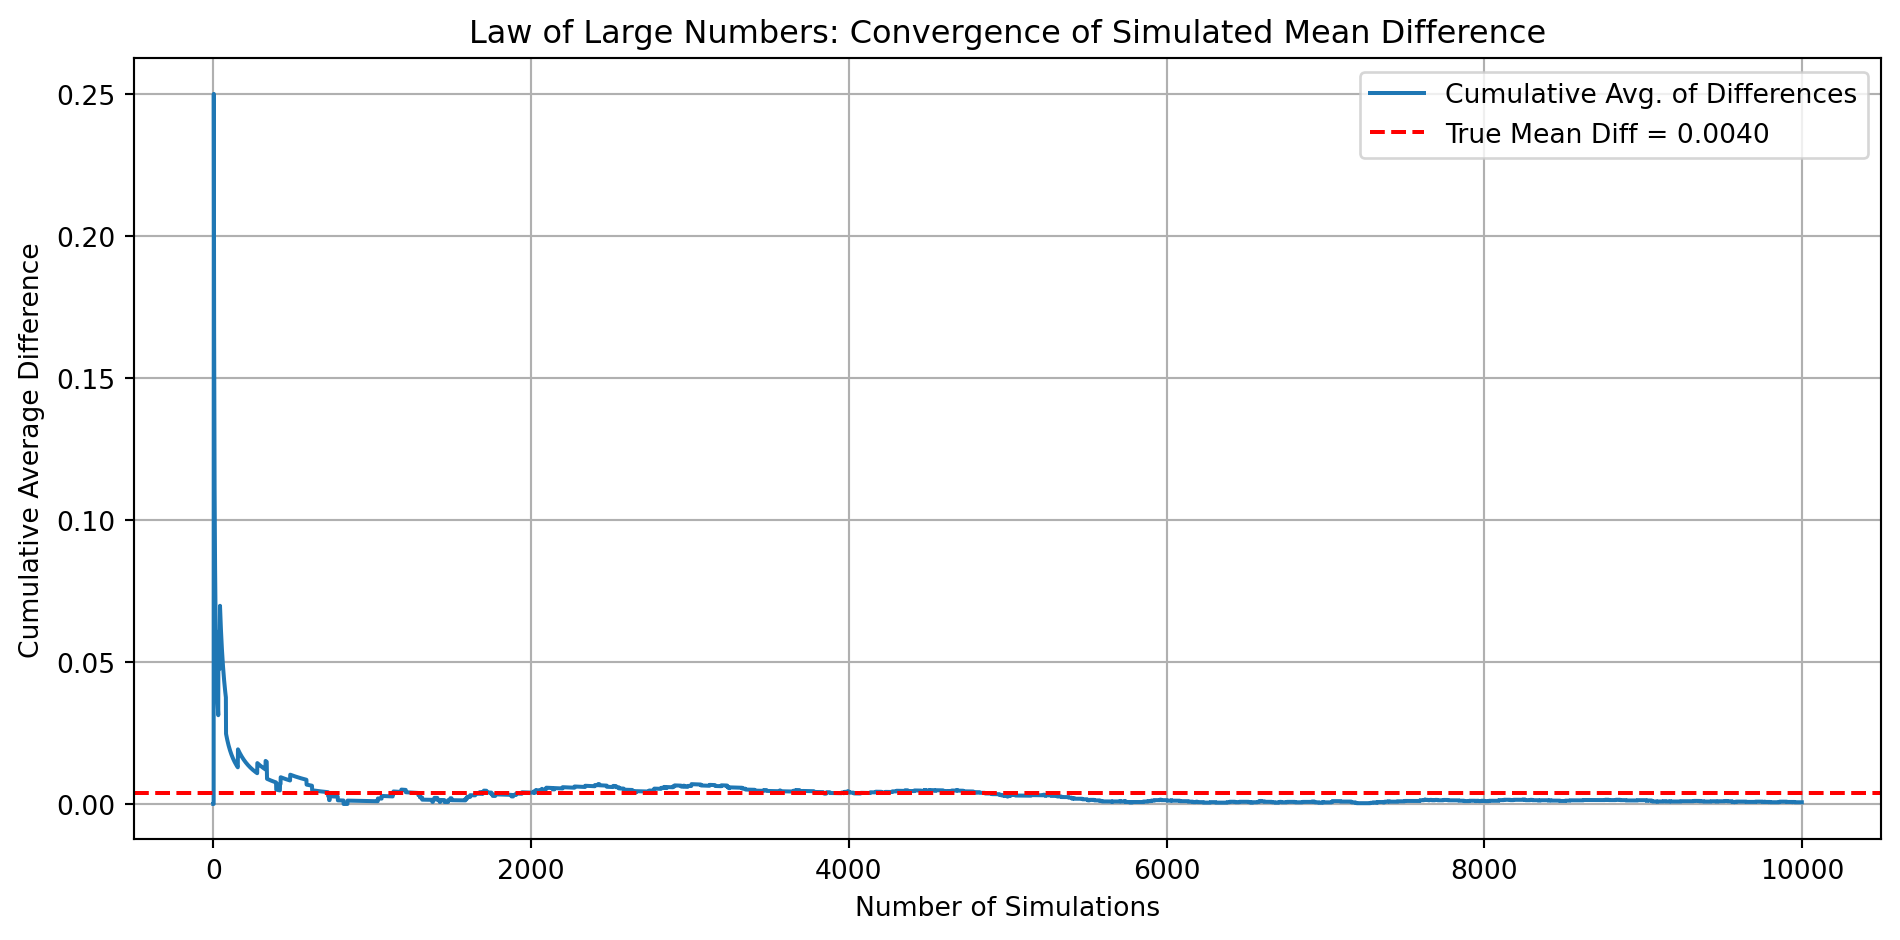 Law of Large Numbers: Convergence of Simulated Mean Difference
Cumulative Avg. of Differences
True Mean Diff = 0.0040
Cumulative Average Difference
0.25
0.20
0.15
0.10
0.05
0.00
0
2000
4000
6000
8000
10000
Number of Simulations